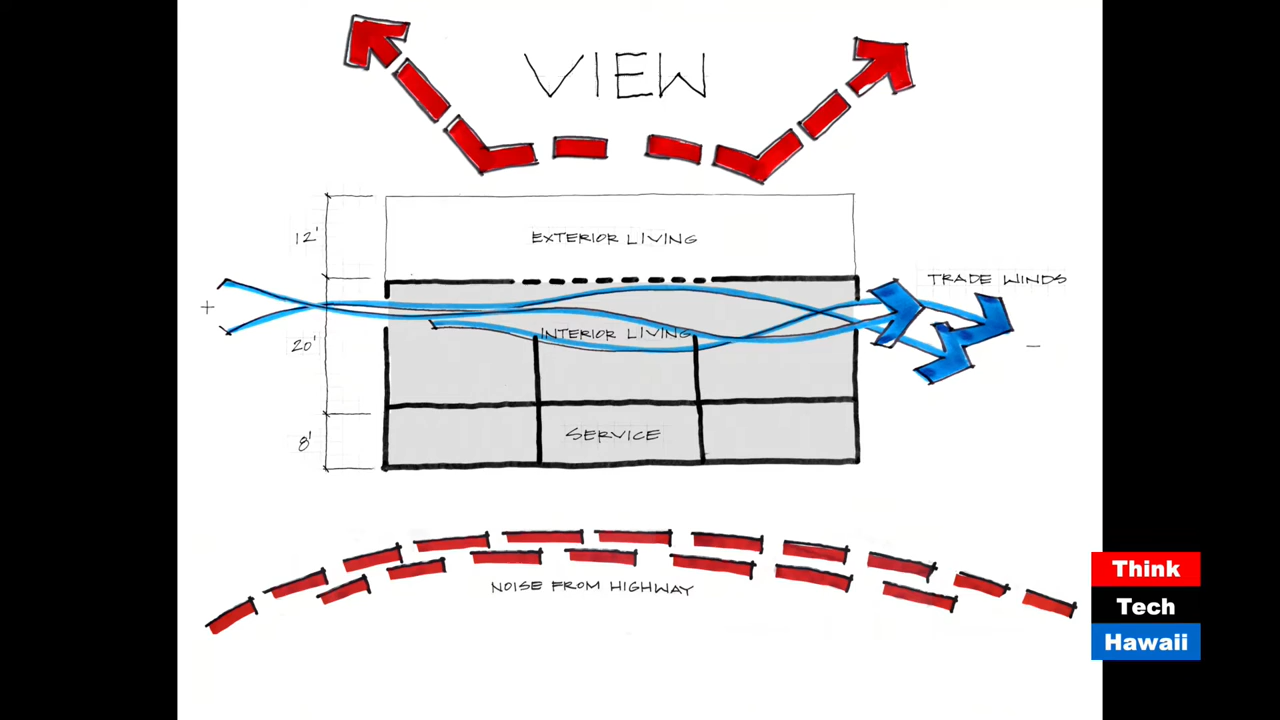 VIEW
12'
EXTERIOR LIVING
TRADE WINDS
+
INTERIOR LIVING
20'
–
SERVICE
8'
NOISE FROM HIGHWAY
Think
Tech
Hawaii